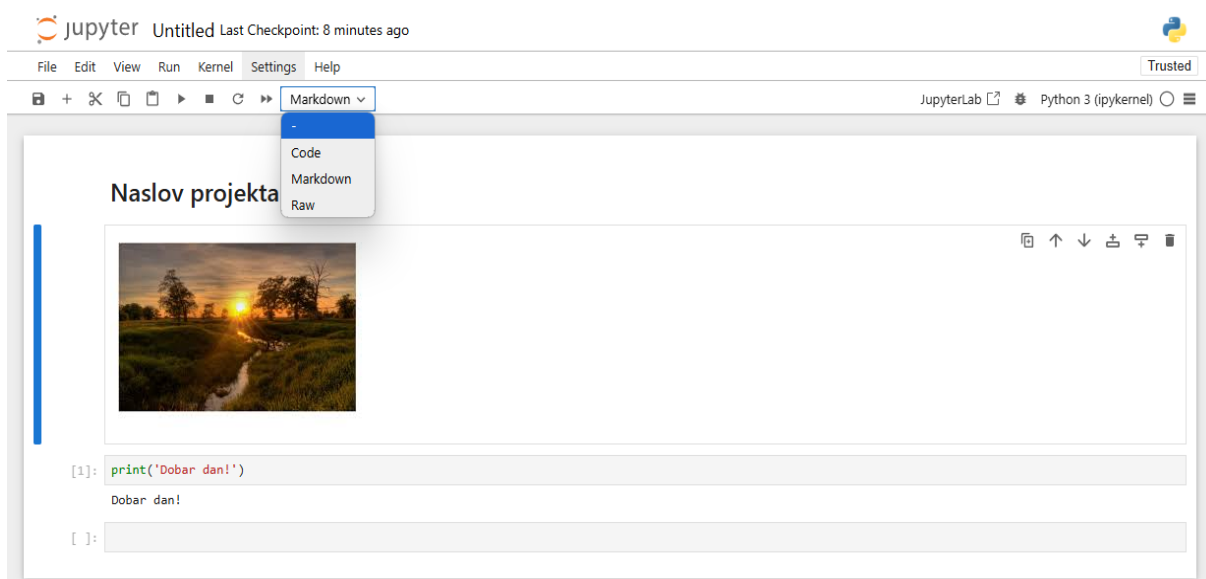 jupyter Untitled Last Checkpoint: 8 minutes ago
File Edit View Run Kernel Settings Help Trusted
Markdown JupyterLab Python 3 (ipykernel)
-
Code
Markdown
Raw
Naslov projekta
[1]: print('Dobar dan!')
Dobar dan!
[ ]: